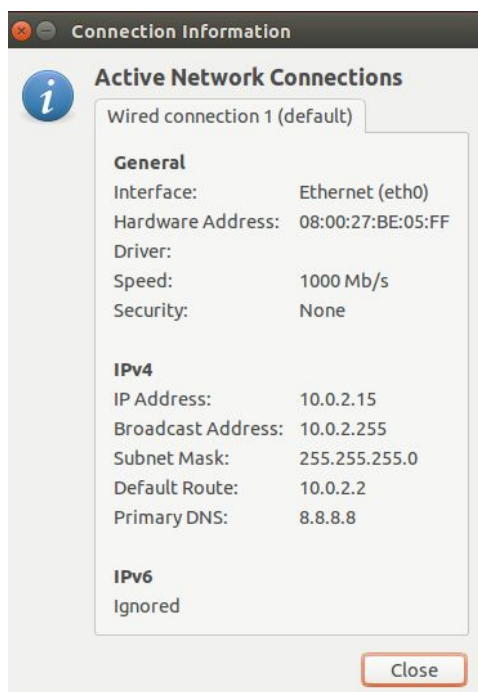 Connection Information
Active Network Connections
Wired connection 1 (default)
General
Interface: Ethernet (eth0)
Hardware Address: 08:00:27:BE:05:FF
Driver:
Speed: 1000 Mb/s
Security: None
IPv4
IP Address: 10.0.2.15
Broadcast Address: 10.0.2.255
Subnet Mask: 255.255.255.0
Default Route: 10.0.2.2
Primary DNS: 8.8.8.8
IPv6
Ignored
Close